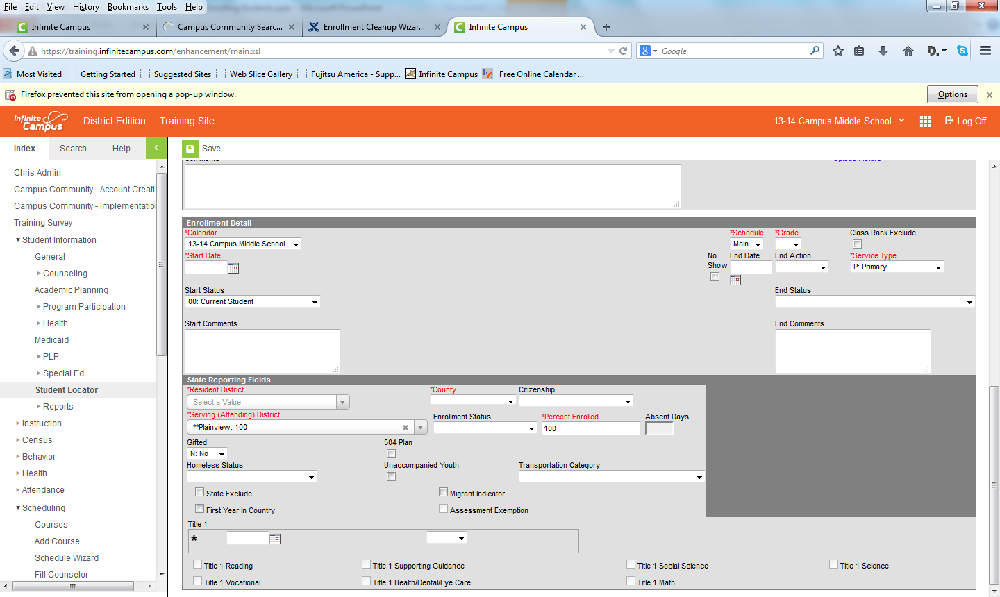 File Edit View History Bookmarks Tools Help
Infinite Campus
Campus Community Searc...
Enrollment Cleanup Wizar...
Infinite Campus
https://training.infinitecampus.com/enhancement/main.xsl
Google
Most Visited Getting Started Suggested Sites Web Slice Gallery Fujitsu America - Supp... Infinite Campus Free Online Calendar ...
Firefox prevented this site from opening a pop-up window.
Options
Infinite Campus
District Edition Training Site
13-14 Campus Middle School
Log Off
Index Search Help
Save
Chris Admin
Campus Community - Account Creati
Campus Community - Implementatio
Training Survey
Student Information
General
Counseling
Academic Planning
Program Participation
Health
Medicaid
PLP
Special Ed
Student Locator
Reports
Instruction
Census
Behavior
Health
Attendance
Scheduling
Courses
Add Course
Schedule Wizard
Fill Counselor
Comments
Enrollment Detail
*Calendar *Schedule *Grade Class Rank Exclude
13-14 Campus Middle School Main
*Start Date No Show End Date End Action *Service Type
P: Primary
Start Status End Status
00: Current Student
Start Comments End Comments
State Reporting Fields
*Resident District *County Citizenship
Select a Value
*Serving (Attending) District Enrollment Status *Percent Enrolled Absent Days
**Plainview: 100 100
Gifted 504 Plan
N: No
Homeless Status Unaccompanied Youth Transportation Category
State Exclude Migrant Indicator
First Year In Country Assessment Exemption
Title 1
*
Title 1 Reading Title 1 Supporting Guidance Title 1 Social Science Title 1 Science
Title 1 Vocational Title 1 Health/Dental/Eye Care Title 1 Math